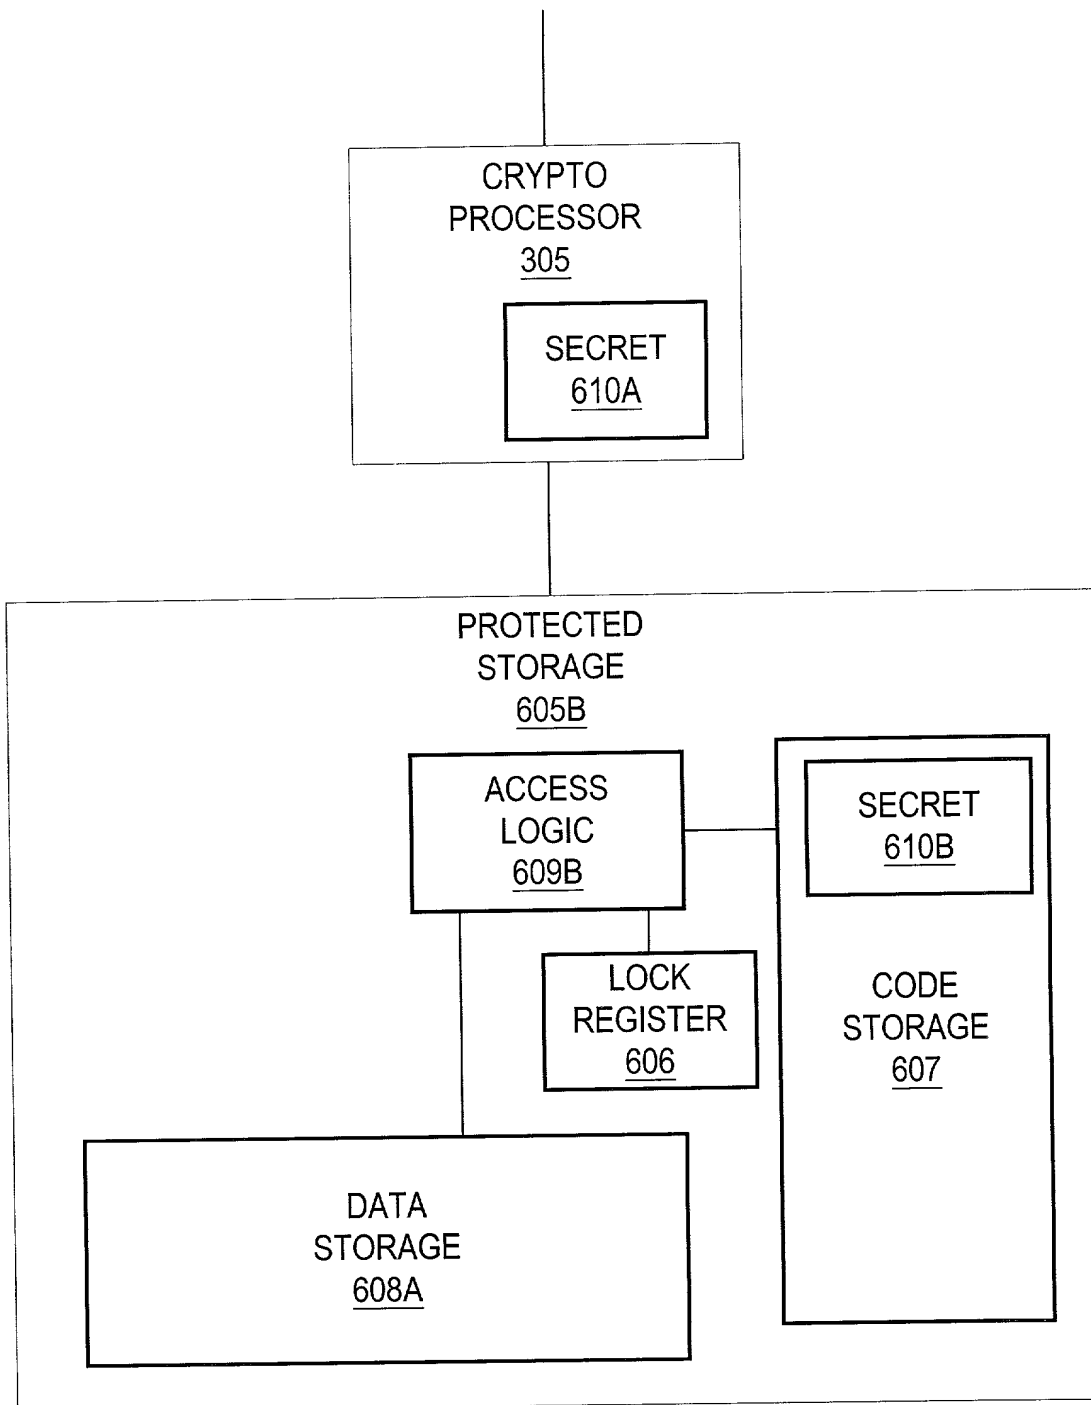 CRYPTO
PROCESSOR
305
SECRET
610A
PROTECTED
STORAGE
605B
ACCESS
LOGIC
609B
SECRET
610B
LOCK
REGISTER
606
CODE
STORAGE
607
DATA
STORAGE
608A